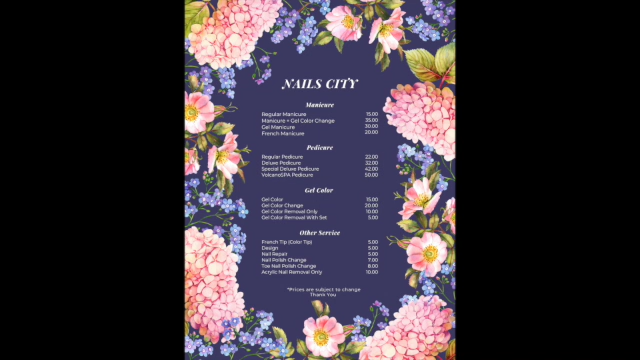 NAILS CITY
Manicure
Regular Manicure 15.00
Manicure + Gel Color Change 35.00
Gel Manicure 30.00
French Manicure 20.00
Pedicure
Regular Pedicure 22.00
Deluxe Pedicure 32.00
Special Deluxe Pedicure 42.00
VolcanoSPA Pedicure 50.00
Gel Color
Gel Color 15.00
Gel Color Change 20.00
Gel Color Removal Only 10.00
Gel Color Removal With Set 5.00
Other Service
French Tip (Color Tip) 5.00
Design 5.00
Nail Repair 5.00
Nail Polish Change 7.00
Toe Nail Polish Change 8.00
Acrylic Nail Removal Only 10.00
*Prices are subject to change
Thank You